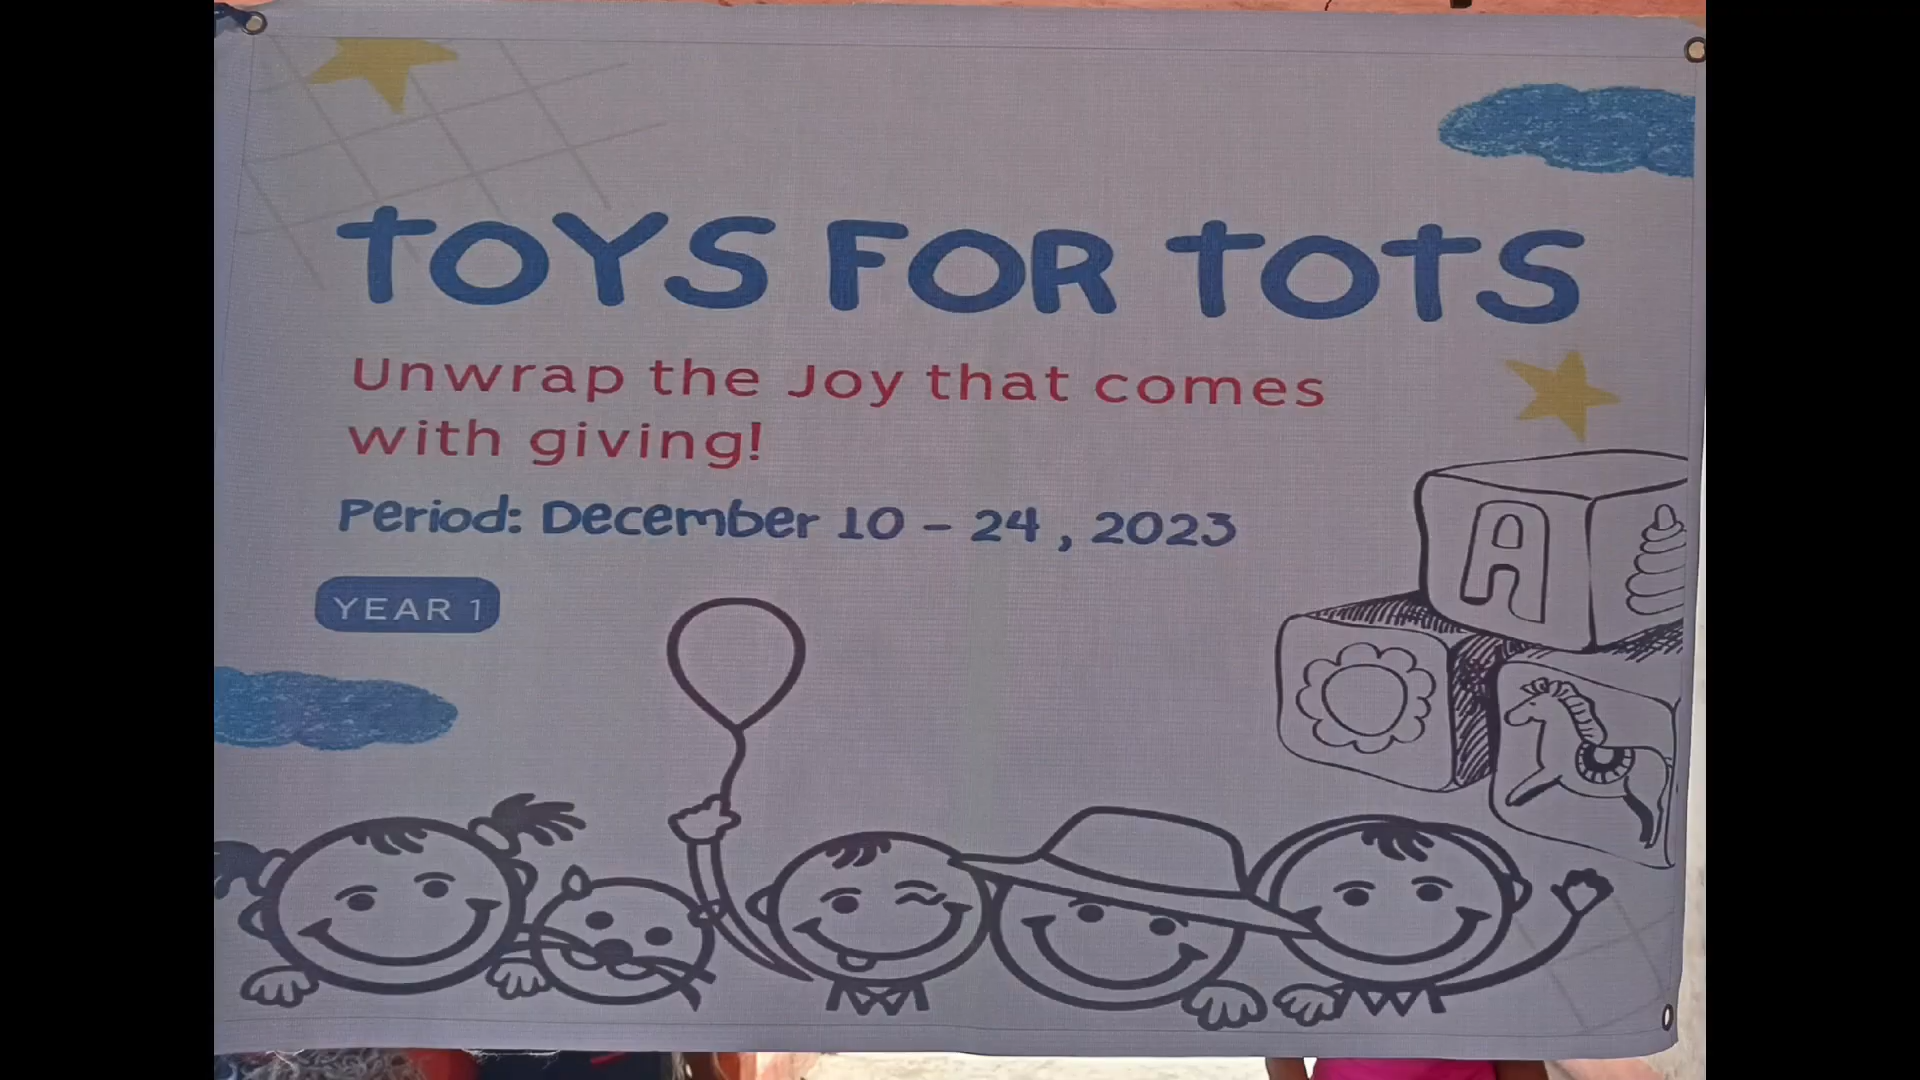 TOYS FOR TOTS
Unwrap the Joy that comes
with giving!
Period: December 10 - 24 , 2023
YEAR 1
A